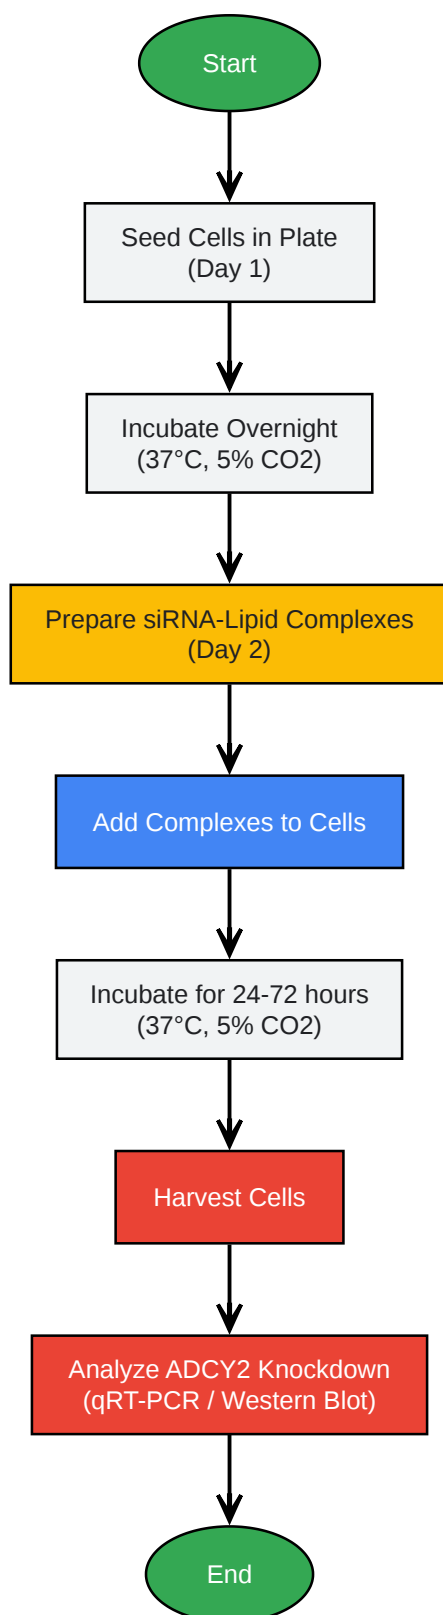 Start
Seed Cells in Plate
(Day 1)
Incubate Overnight
(37°C, 5% CO2)
Prepare siRNA-Lipid Complexes
(Day 2)
Add Complexes to Cells
Incubate for 24-72 hours
(37°C, 5% CO2)
Harvest Cells
Analyze ADCY2 Knockdown
(qRT-PCR / Western Blot)
End